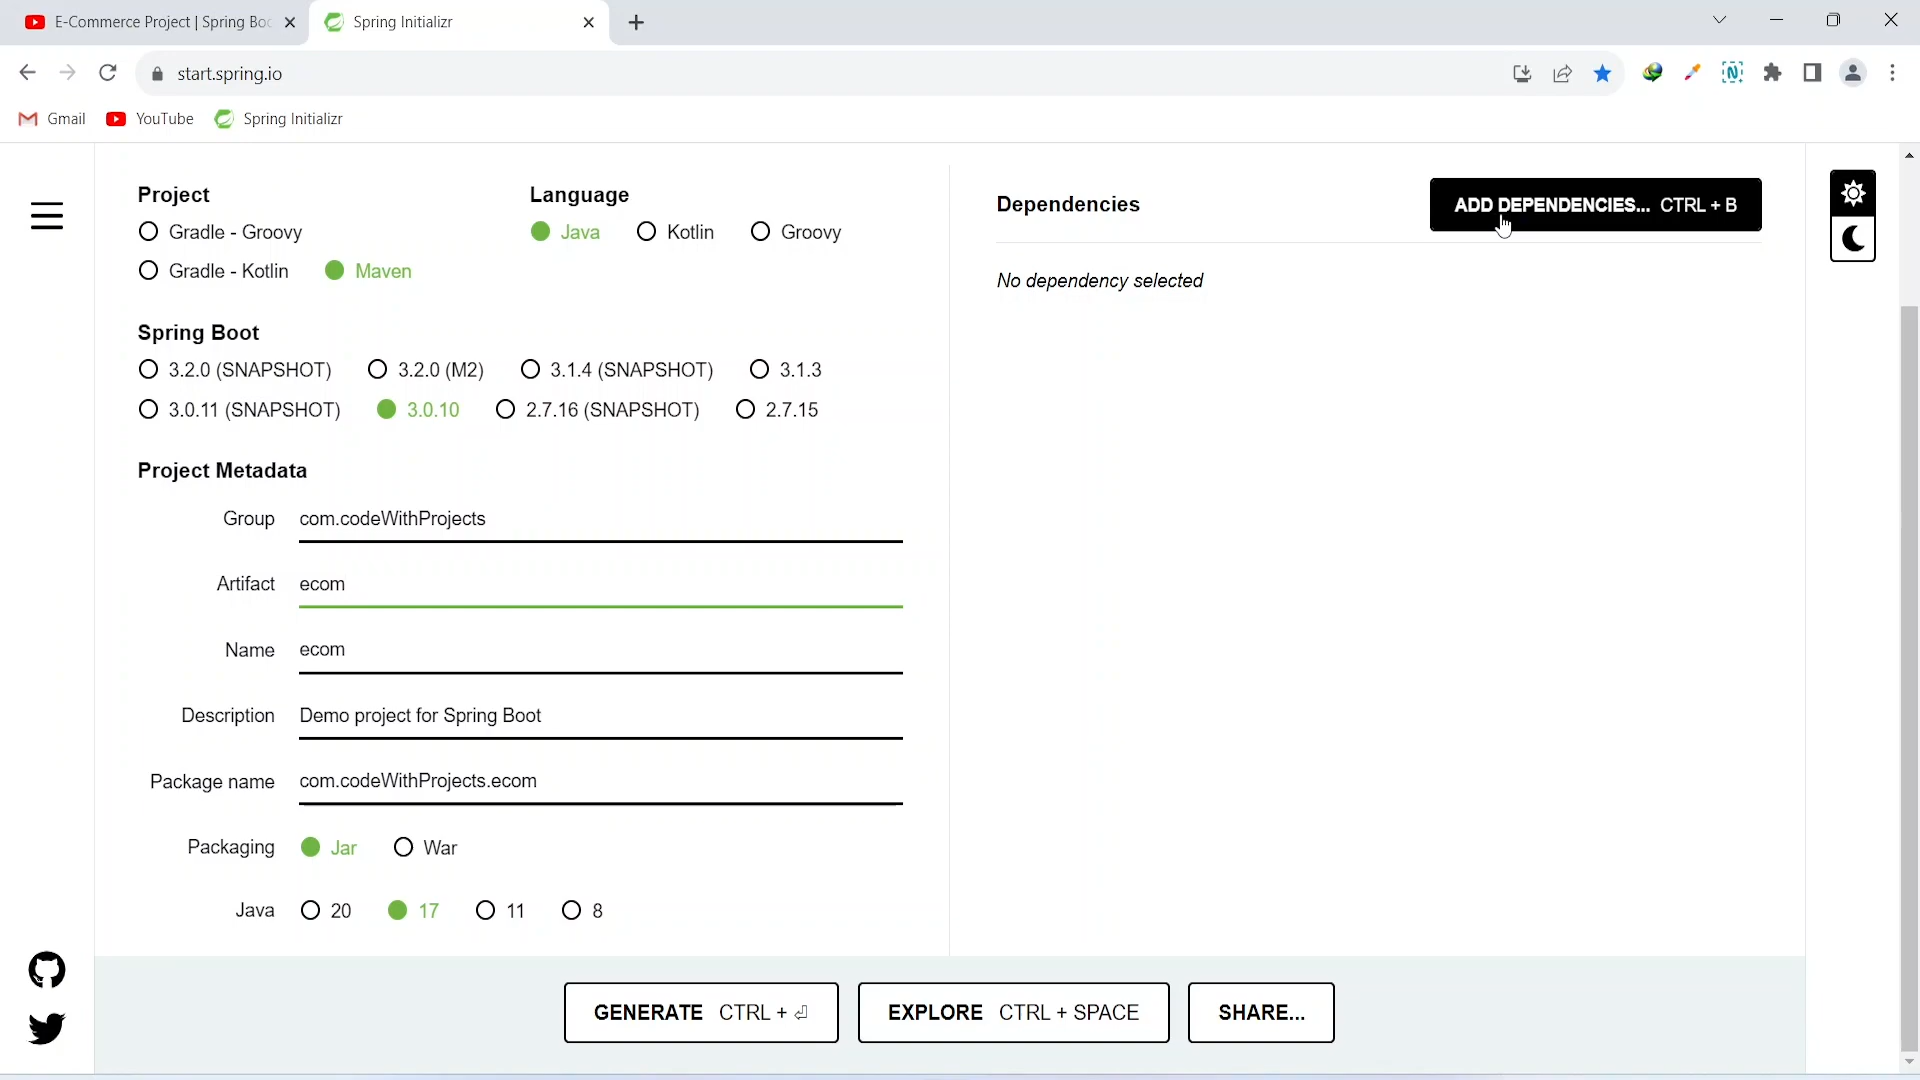 E-Commerce Project | Spring Boo
Spring Initializr
start.spring.io
Gmail YouTube Spring Initializr
Project
Gradle - Groovy
Gradle - Kotlin Maven
Language
Java Kotlin Groovy
Spring Boot
3.2.0 (SNAPSHOT) 3.2.0 (M2) 3.1.4 (SNAPSHOT) 3.1.3
3.0.11 (SNAPSHOT) 3.0.10 2.7.16 (SNAPSHOT) 2.7.15
Project Metadata
Group com.codeWithProjects
Artifact ecom
Name ecom
Description Demo project for Spring Boot
Package name com.codeWithProjects.ecom
Packaging Jar War
Java 20 17 11 8
Dependencies
ADD DEPENDENCIES... CTRL + B
No dependency selected
GENERATE CTRL + ⏎
EXPLORE CTRL + SPACE
SHARE...